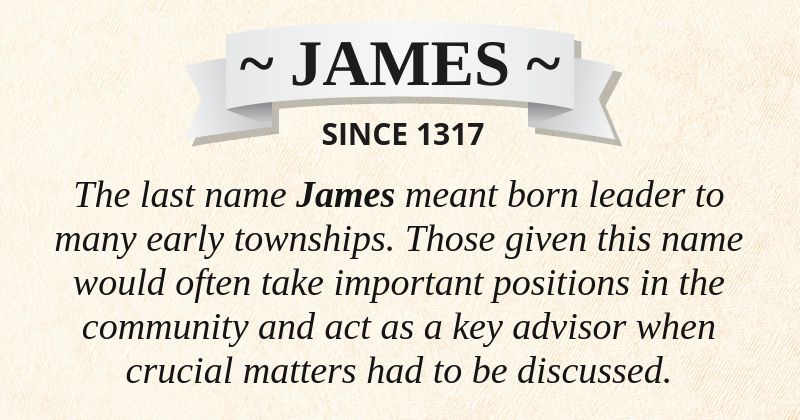 ~ JAMES ~
SINCE 1317
The last name James meant born leader to
many early townships. Those given this name
would often take important positions in the
community and act as a key advisor when
crucial matters had to be discussed.